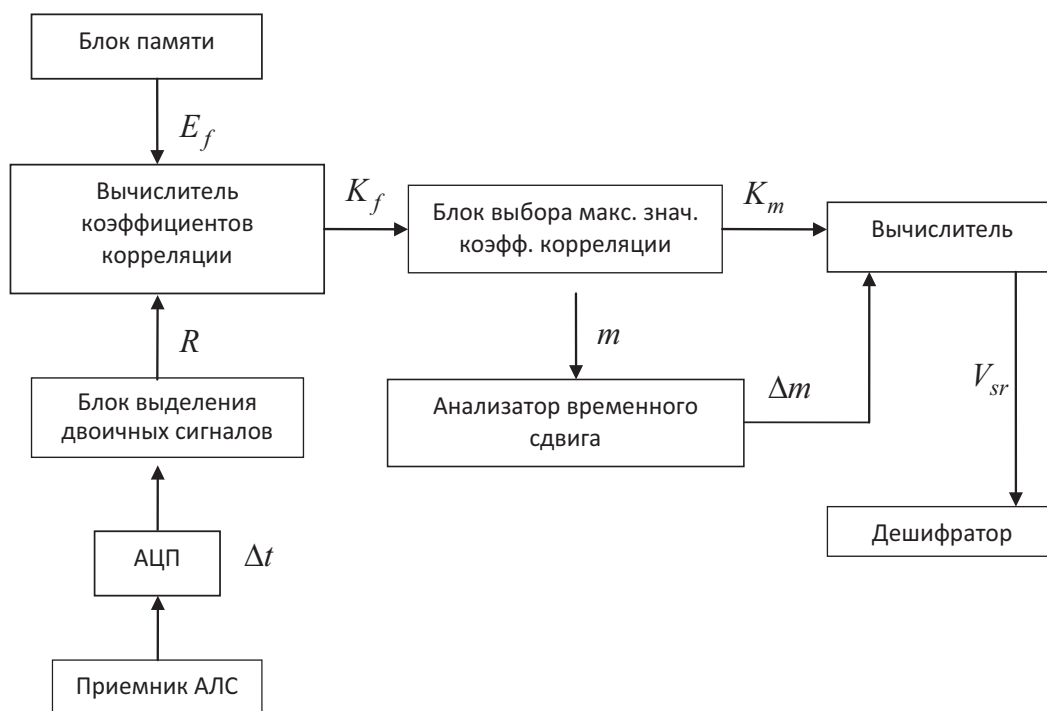 Блок памяти
E_f
Вычислитель
коэффициентов
корреляции
K_f
Блок выбора макс. знач.
коэфф. корреляции
K_m
Вычислитель
R
m
Блок выделения
двоичных сигналов
Анализатор временного
сдвига
Δm
V_sr
АЦП
Δt
Дешифратор
Приемник АЛС